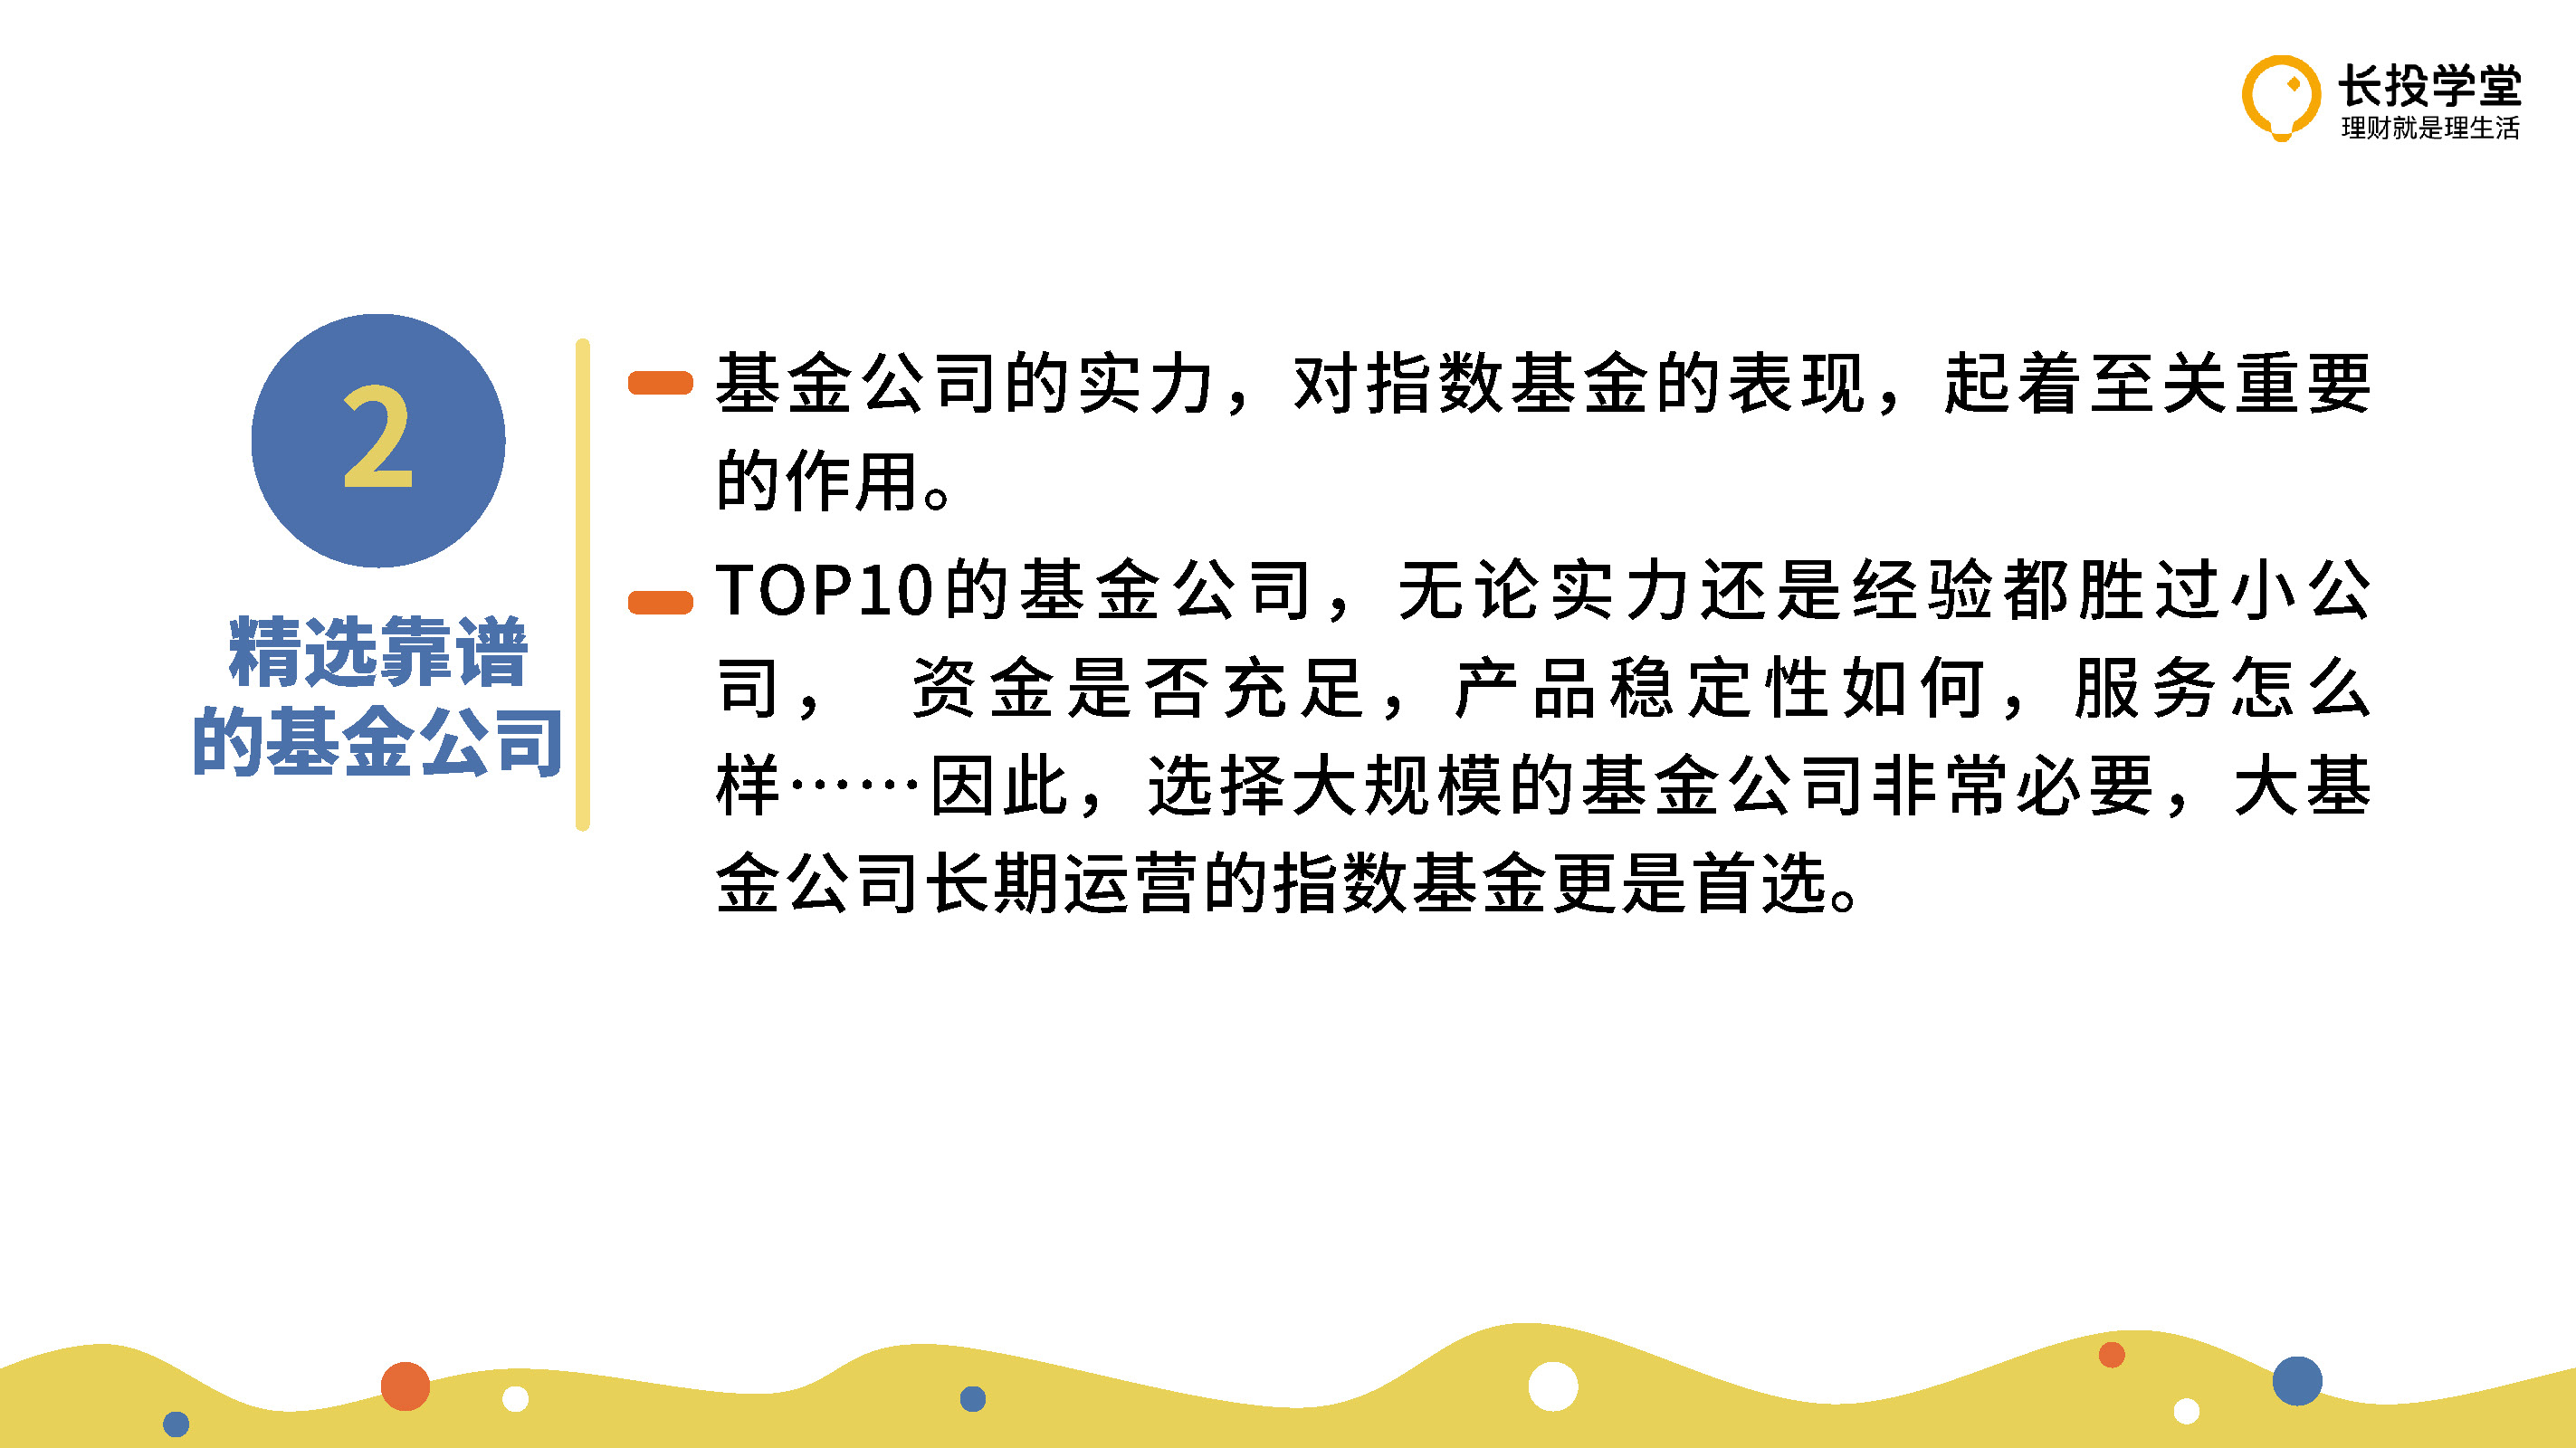 长投学堂
理财就是理生活
2
精选靠谱
的基金公司
基金公司的实力，对指数基金的表现，起着至关重要
的作用。
TOP10的基金公司，无论实力还是经验都胜过小公
司， 资金是否充足，产品稳定性如何，服务怎么
样……因此，选择大规模的基金公司非常必要，大基
金公司长期运营的指数基金更是首选。